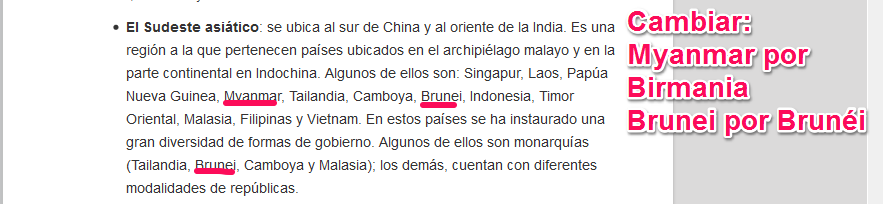 El Sudeste asiático: se ubica al sur de China y al oriente de la India. Es una
región a la que pertenecen países ubicados en el archipiélago malayo y en la
parte continental en Indochina. Algunos de ellos son: Singapur, Laos, Papúa
Nueva Guinea, Myanmar, Tailandia, Camboya, Brunei, Indonesia, Timor
Oriental, Malasia, Filipinas y Vietnam. En estos países se ha instaurado una
gran diversidad de formas de gobierno. Algunos de ellos son monarquías
(Tailandia, Brunei, Camboya y Malasia); los demás, cuentan con diferentes
modalidades de repúblicas.
Cambiar:
Myanmar por
Birmania
Brunei por Brunéi